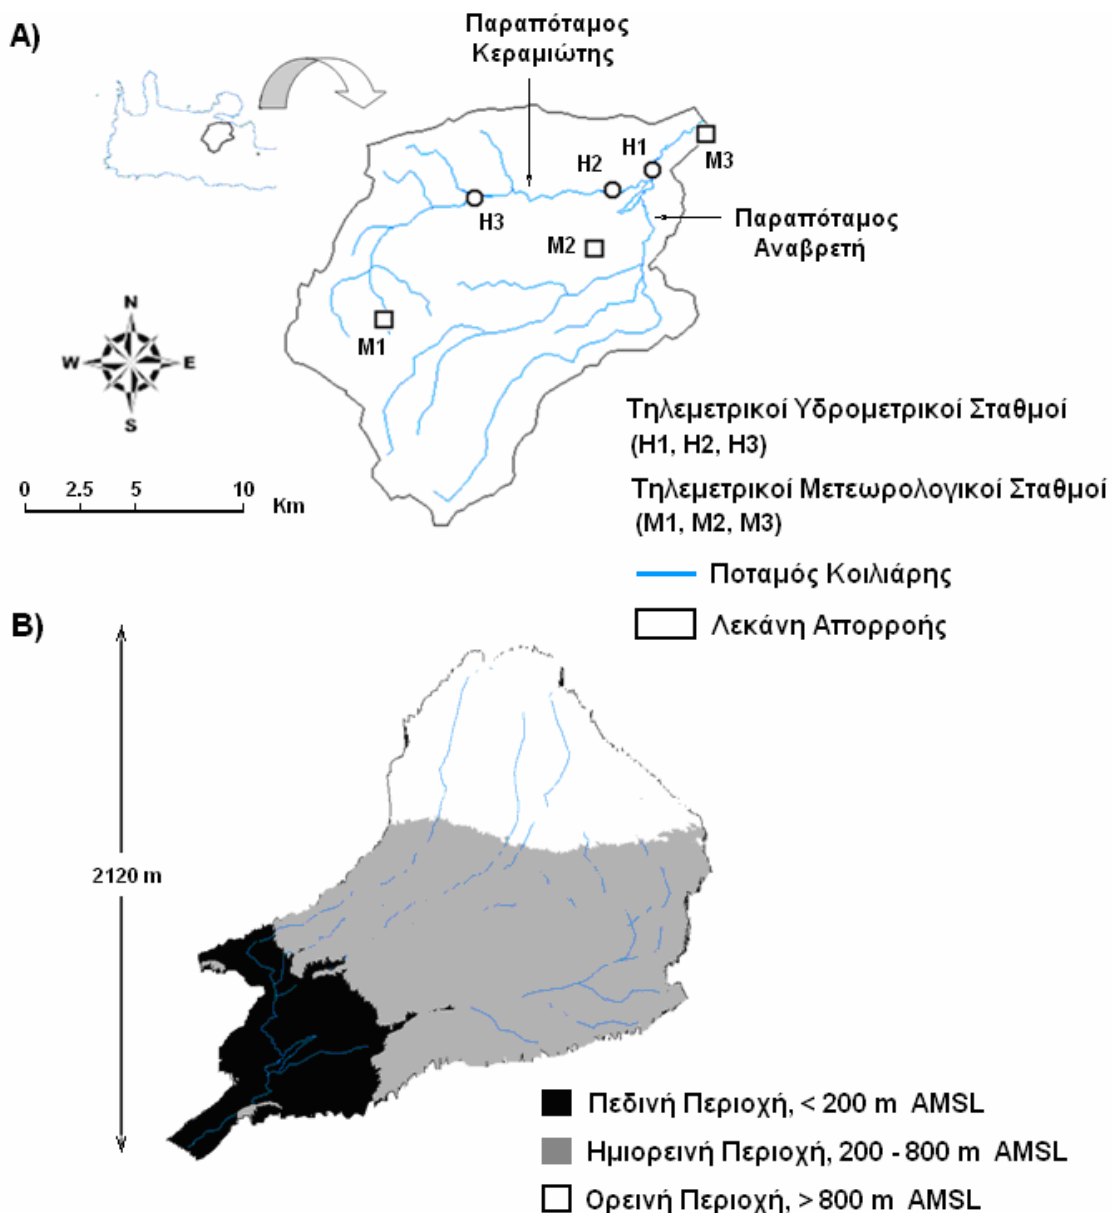 A)
Παραπόταμος
Κεραμιώτης
H1
M3
H2
H3
M2
Παραπόταμος
Αναβρετή
M1
N
W
E
S
0 2.5 5 10
Km
Τηλεμετρικοί Υδρομετρικοί Σταθμοί
(H1, H2, H3)
Τηλεμετρικοί Μετεωρολογικοί Σταθμοί
(M1, M2, M3)
Ποταμός Κοιλιάρης
Λεκάνη Απορροής
B)
2120 m
Πεδινή Περιοχή, < 200 m AMSL
Ημιορεινή Περιοχή, 200 - 800 m AMSL
Ορεινή Περιοχή, > 800 m AMSL